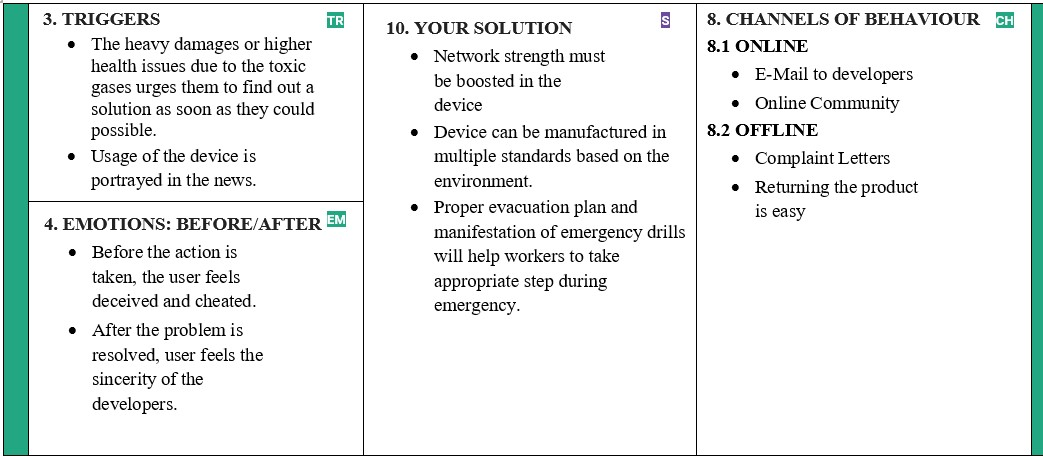 3. TRIGGERS
TR
• The heavy damages or higher
health issues due to the toxic
gases urges them to find out a
solution as soon as they could
possible.
• Usage of the device is
portrayed in the news.
4. EMOTIONS: BEFORE/AFTER
EM
• Before the action is
taken, the user feels
deceived and cheated.
• After the problem is
resolved, user feels the
sincerity of the
developers.
10. YOUR SOLUTION
S
• Network strength must
be boosted in the
device
• Device can be manufactured in
multiple standards based on the
environment.
• Proper evacuation plan and
manifestation of emergency drills
will help workers to take
appropriate step during
emergency.
8. CHANNELS OF BEHAVIOUR
CH
8.1 ONLINE
• E-Mail to developers
• Online Community
8.2 OFFLINE
• Complaint Letters
• Returning the product
is easy